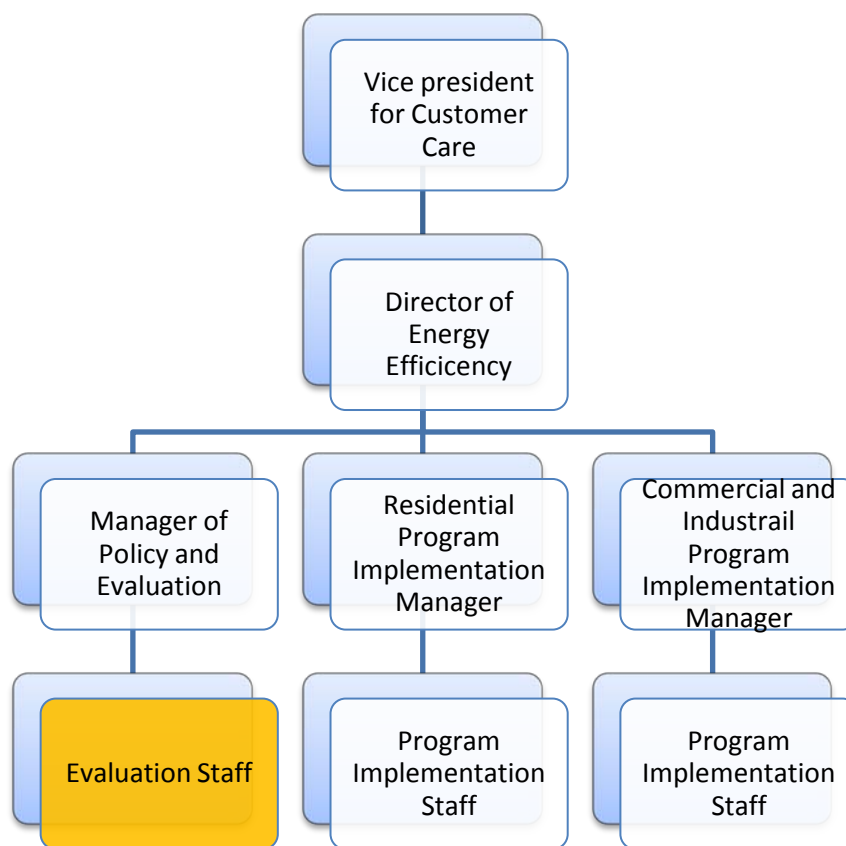 Vice president
for Customer
Care
Director of
Energy
Efficicency
Manager of
Policy and
Evaluation
Residential
Program
Implementation
Manager
Commercial and
Industrail
Program
Implementation
Manager
Evaluation Staff
Program
Implementation
Staff
Program
Implementation
Staff